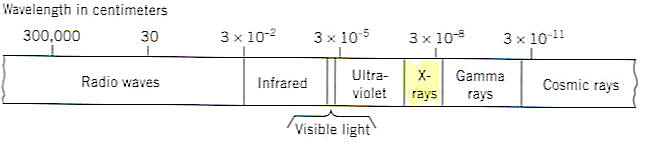 Wavelength in centimeters
300,000 30 3 × 10⁻² 3 × 10⁻⁵ 3 × 10⁻⁸ 3 × 10⁻¹¹
Radio waves Infrared Ultra-violet X-rays Gamma rays Cosmic rays
Visible light